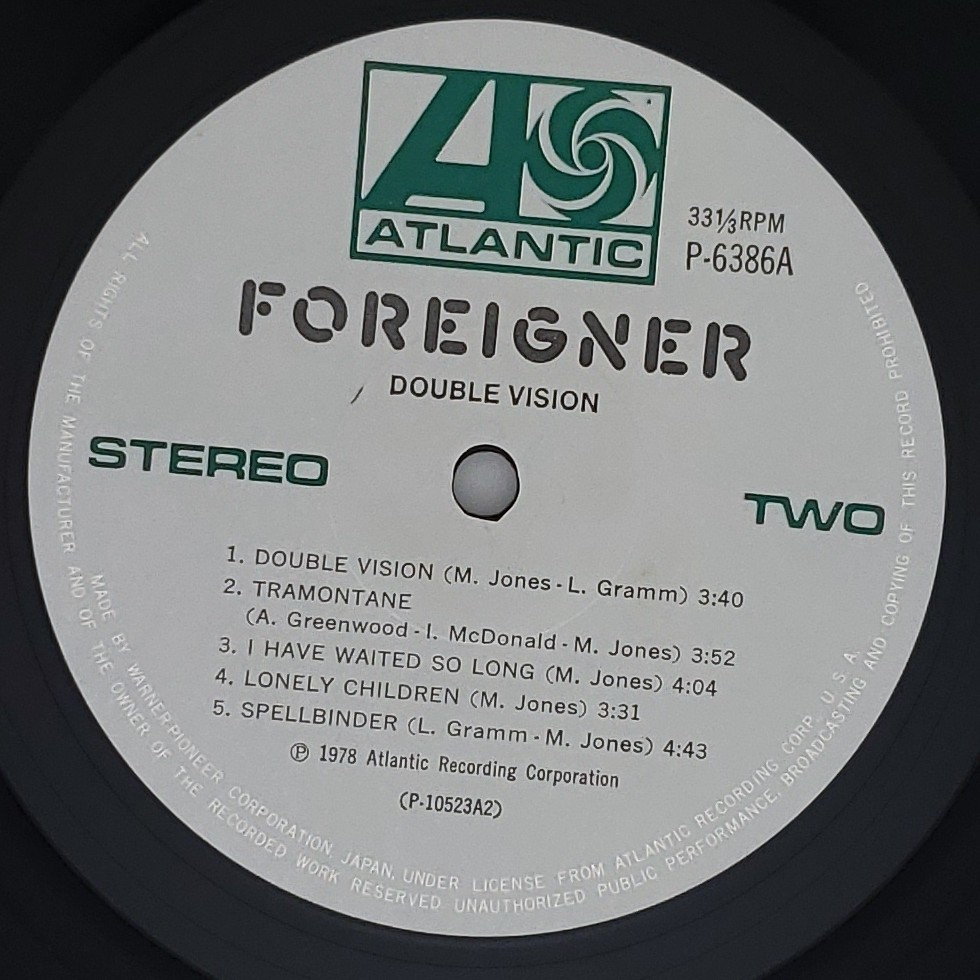 ATLANTIC
33⅓RPM
P-6386A
FOREIGNER
DOUBLE VISION
STEREO
TWO
1. DOUBLE VISION (M. Jones-L. Gramm) 3:40
2. TRAMONTANE
(A. Greenwood-I. McDonald-M. Jones) 3:52
3. I HAVE WAITED SO LONG (M. Jones) 4:04
4. LONELY CHILDREN (M. Jones) 3:31
5. SPELLBINDER (L. Gramm-M. Jones) 4:43
℗ 1978 Atlantic Recording Corporation
(P-10523A2)
MADE BY WARNER-PIONEER CORPORATION, JAPAN, UNDER LICENSE FROM ATLANTIC RECORDING CORP., U. S. A.
ALL RIGHTS OF THE MANUFACTURER AND OF THE OWNER OF THE RECORDED WORK RESERVED UNAUTHORIZED PUBLIC PERFORMANCE, BROADCASTING AND COPYING OF THIS RECORD PROHIBITED